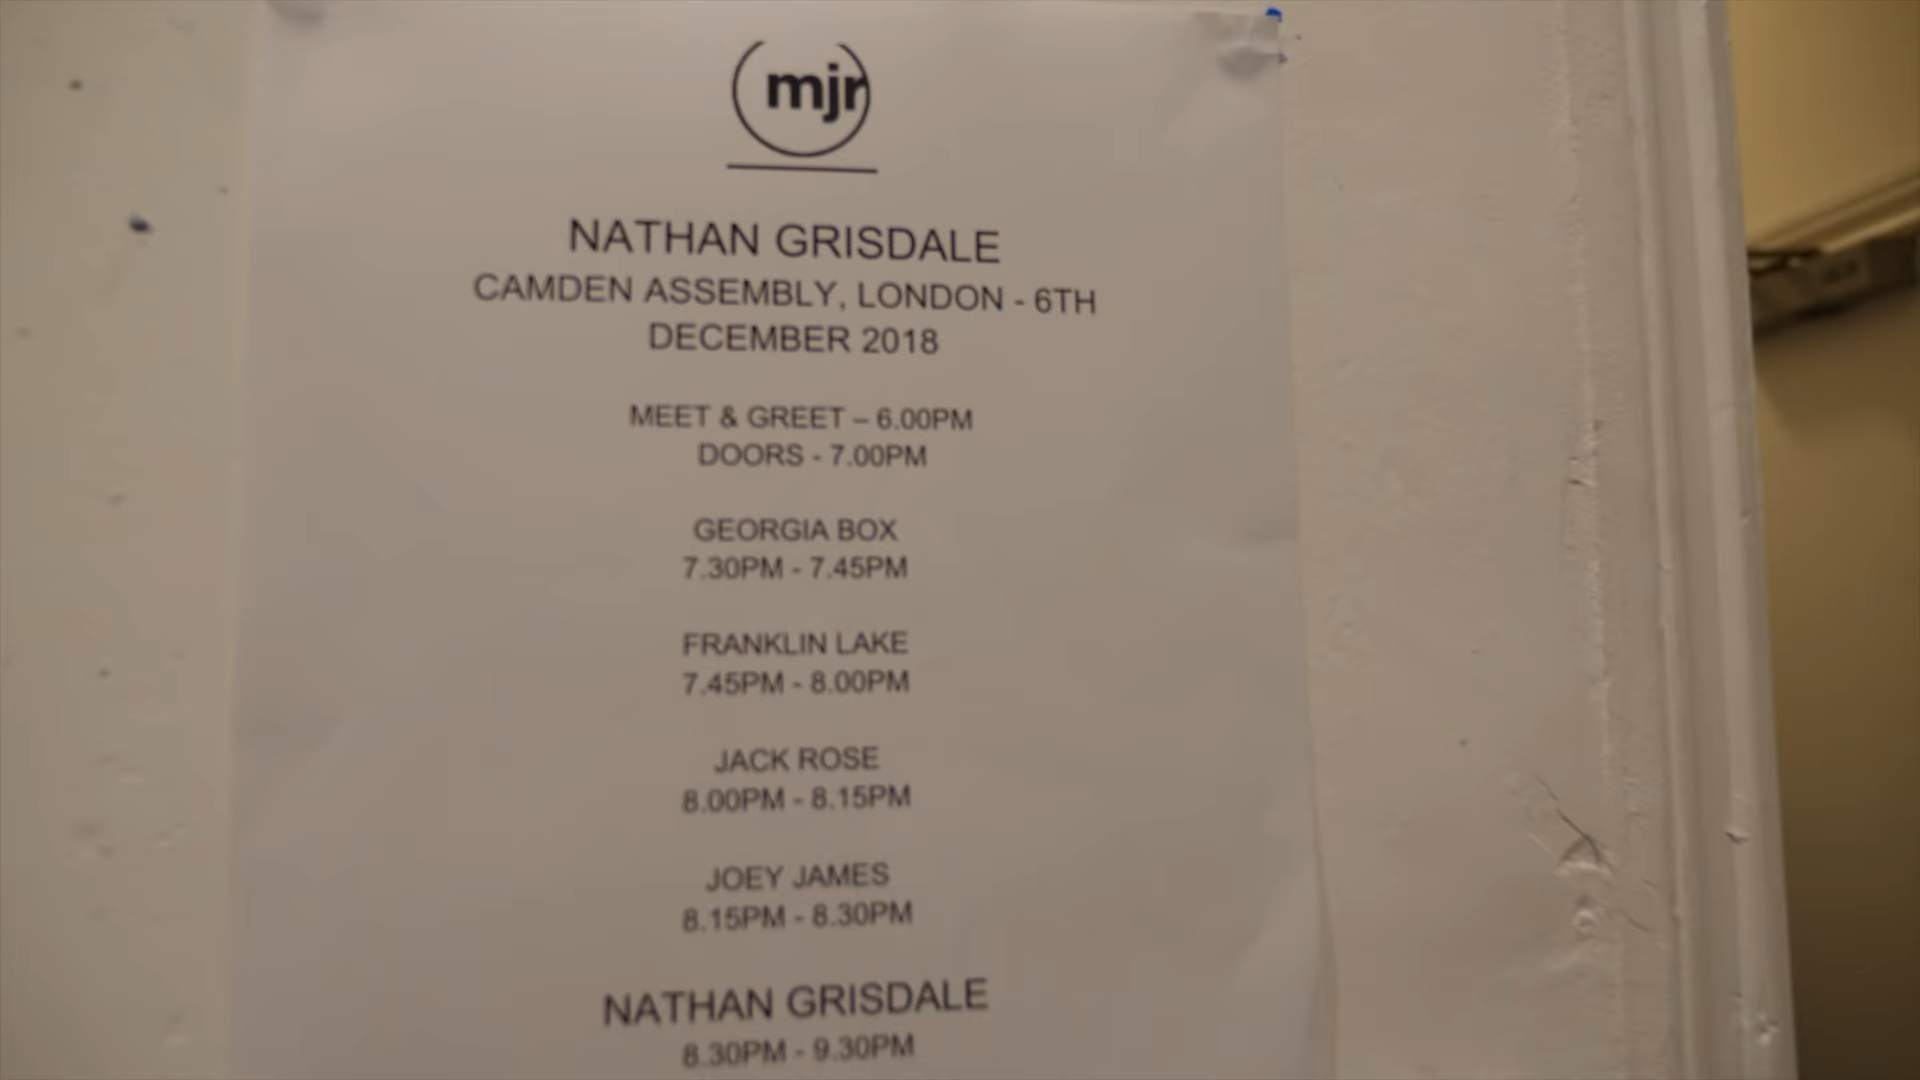 mjr
NATHAN GRISDALE
CAMDEN ASSEMBLY, LONDON - 6TH
DECEMBER 2018
MEET & GREET – 6.00PM
DOORS - 7.00PM
GEORGIA BOX
7.30PM - 7.45PM
FRANKLIN LAKE
7.45PM - 8.00PM
JACK ROSE
8.00PM - 8.15PM
JOEY JAMES
8.15PM - 8.30PM
NATHAN GRISDALE
8.30PM - 9.30PM